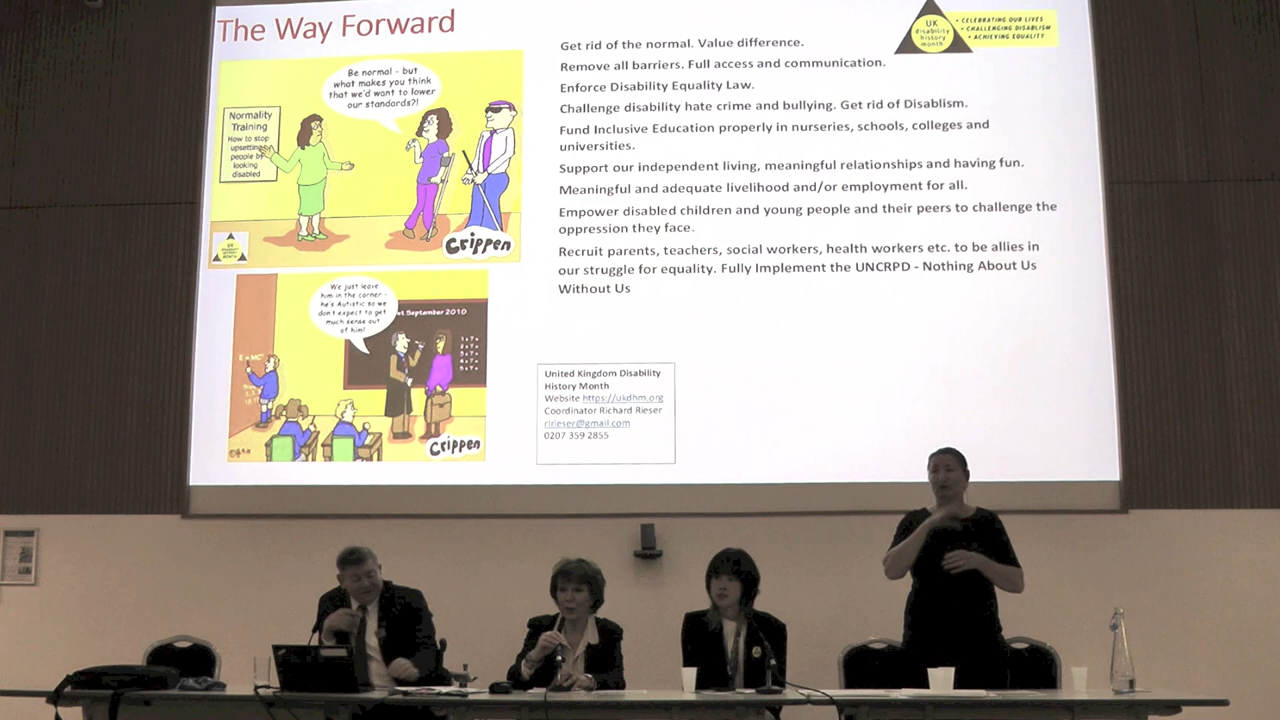 The Way Forward
UK
disability
history
month
• CELEBRATING OUR LIVES
• CHALLENGING DISABLISM
• ACHIEVING EQUALITY
Be normal - but
what makes you think
that we'd want to lower
our standards?!
Normality
Training
How to stop
upsetting
people by
looking
disabled
Crippen
We just leave
him in the corner -
he's Autistic so we
don't expect to get
much sense out
of him!
st September 2010
E=MC²
Crippen
Get rid of the normal. Value difference.
Remove all barriers. Full access and communication.
Enforce Disability Equality Law.
Challenge disability hate crime and bullying. Get rid of Disablism.
Fund Inclusive Education properly in nurseries, schools, colleges and
universities.
Support our independent living, meaningful relationships and having fun.
Meaningful and adequate livelihood and/or employment for all.
Empower disabled children and young people and their peers to challenge the
oppression they face.
Recruit parents, teachers, social workers, health workers etc. to be allies in
our struggle for equality. Fully Implement the UNCRPD - Nothing About Us
Without Us
United Kingdom Disability
History Month
Website https://ukdhm.org
Coordinator Richard Rieser
rlrieser@gmail.com
0207 359 2855